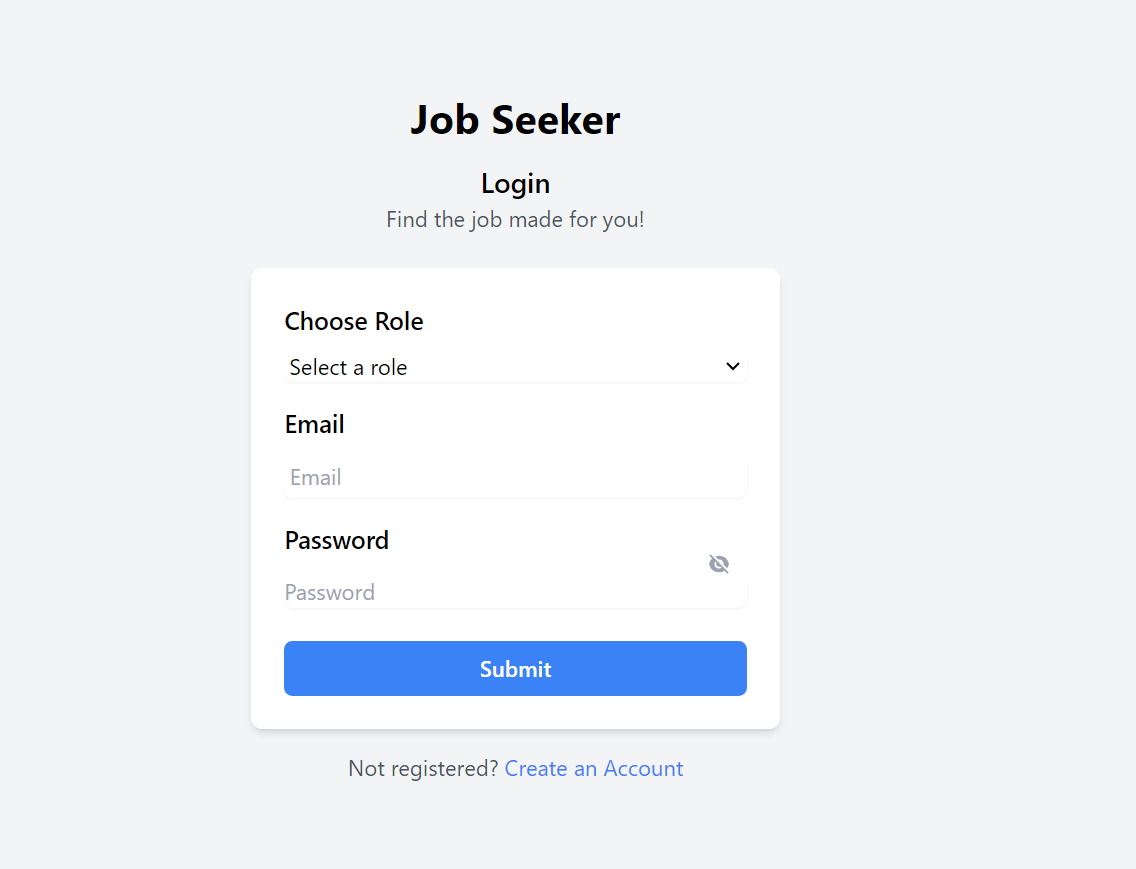 Job Seeker
Login
Find the job made for you!
Choose Role
Select a role
Email
Email
Password
Password
Submit
Not registered? Create an Account